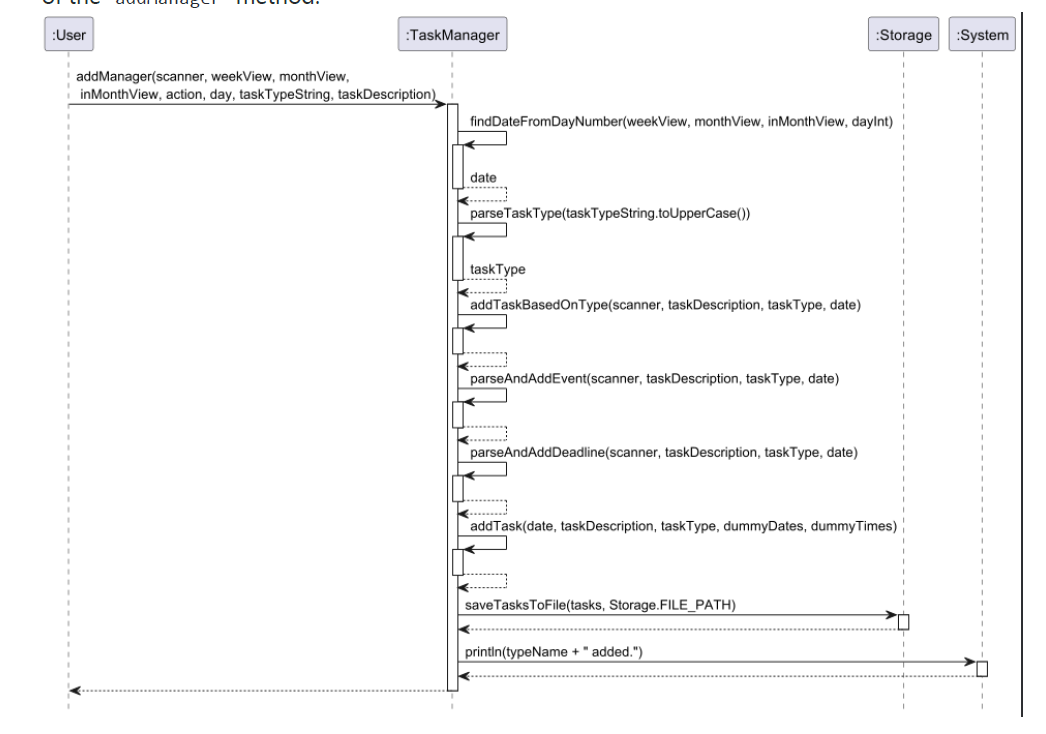 of the addManager method.
:User
:TaskManager
:Storage
:System
addManager(scanner, weekView, monthView,
inMonthView, action, day, taskTypeString, taskDescription)
findDateFromDayNumber(weekView, monthView, inMonthView, dayInt)
date
parseTaskType(taskTypeString.toUpperCase())
taskType
addTaskBasedOnType(scanner, taskDescription, taskType, date)
parseAndAddEvent(scanner, taskDescription, taskType, date)
parseAndAddDeadline(scanner, taskDescription, taskType, date)
addTask(date, taskDescription, taskType, dummyDates, dummyTimes)
saveTasksToFile(tasks, Storage.FILE_PATH)
println(typeName + " added.")